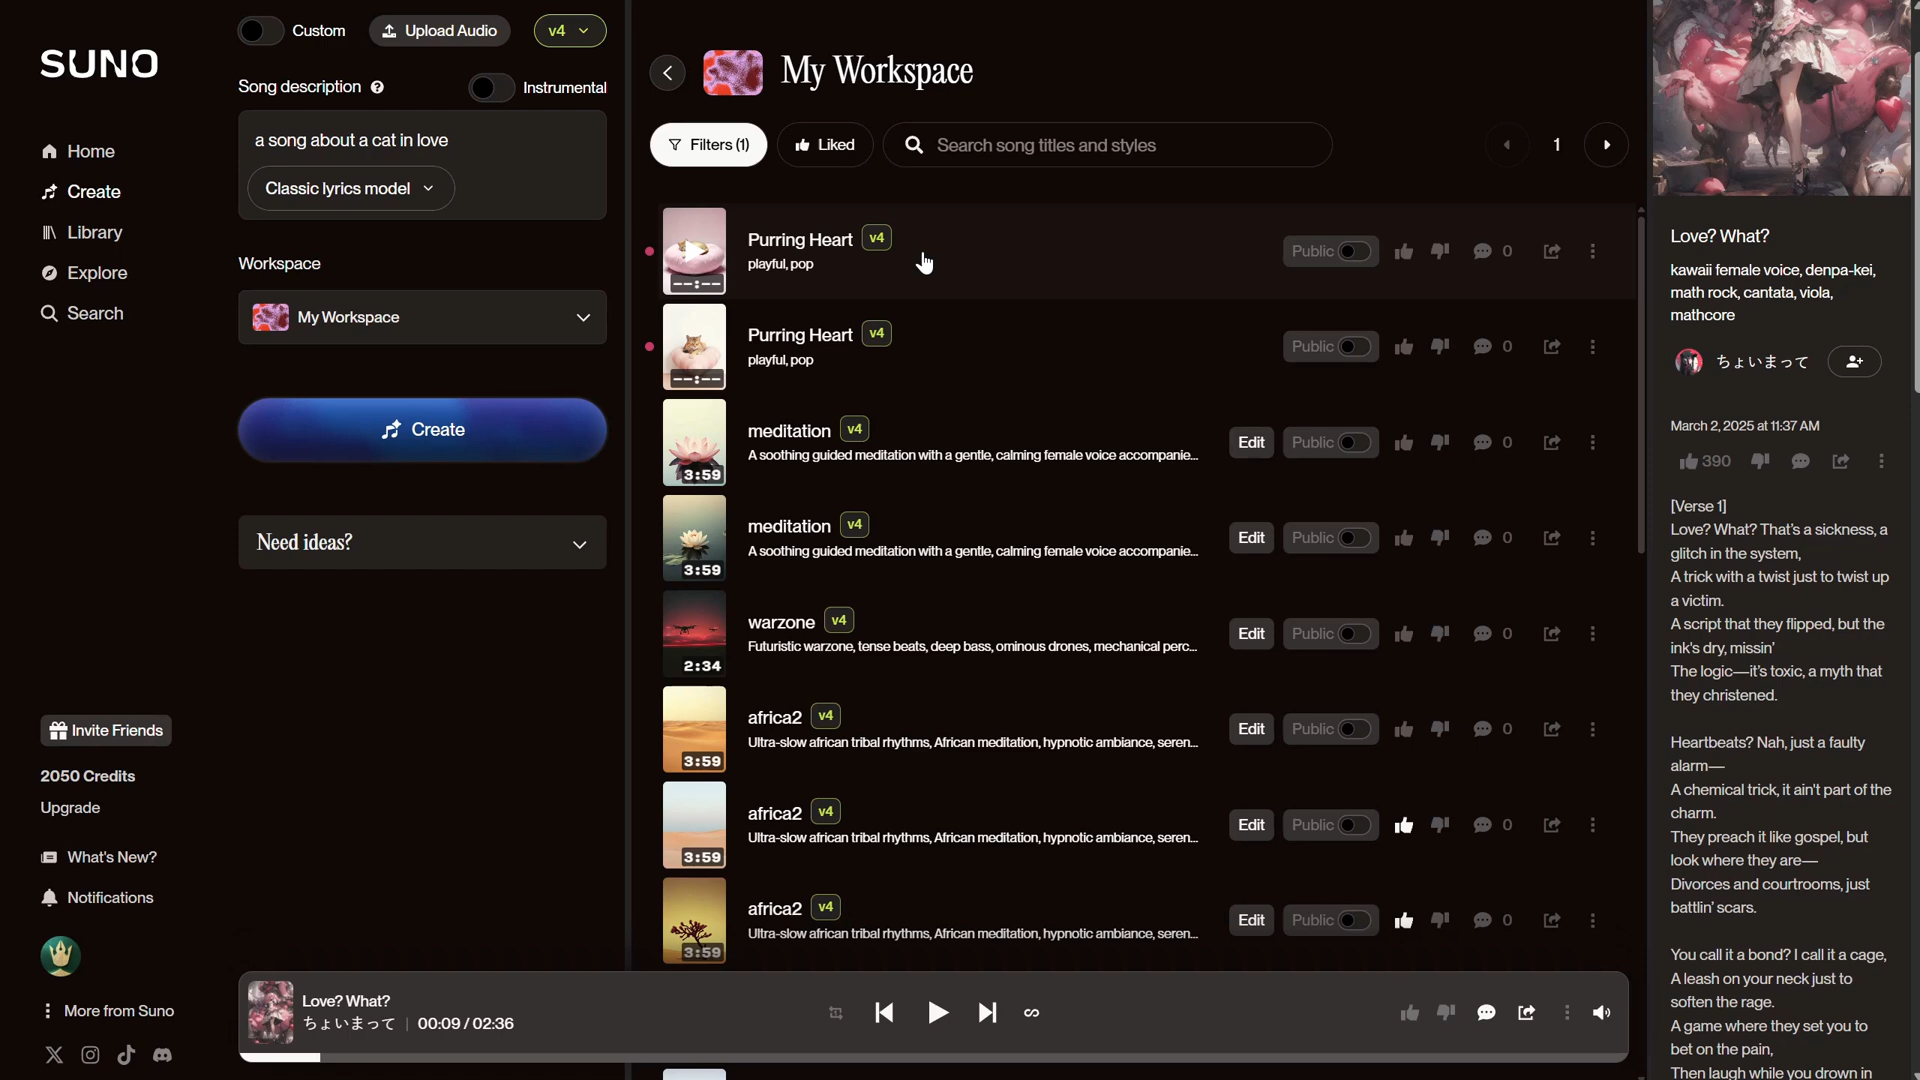 SUNO
Home
Create
Library
Explore
Search
Invite Friends
2050 Credits
Upgrade
What's New?
Notifications
More from Suno
Custom
Upload Audio
v4
Song description
Instrumental
a song about a cat in love
Classic lyrics model
Workspace
My Workspace
Create
Need ideas?
My Workspace
Filters (1)
Liked
Search song titles and styles
1
Purring Heart v4
playful, pop
--:--
Public
0
Purring Heart v4
playful, pop
--:--
Public
0
meditation v4
A soothing guided meditation with a gentle, calming female voice accompanie...
3:59
Edit
Public
0
meditation v4
A soothing guided meditation with a gentle, calming female voice accompanie...
3:59
Edit
Public
0
warzone v4
Futuristic warzone, tense beats, deep bass, ominous drones, mechanical perc...
2:34
Edit
Public
0
africa2 v4
Ultra-slow african tribal rhythms, African meditation, hypnotic ambiance, seren...
3:59
Edit
Public
0
africa2 v4
Ultra-slow african tribal rhythms, African meditation, hypnotic ambiance, seren...
3:59
Edit
Public
0
africa2 v4
Ultra-slow african tribal rhythms, African meditation, hypnotic ambiance, seren...
3:59
Edit
Public
0
Love? What?
ちょいまって | 00:09 / 02:36
Love? What?
kawaii female voice, denpa-kei,
math rock, cantata, viola,
mathcore
ちょいまって
March 2, 2025 at 11:37 AM
390
[Verse 1]
Love? What? That's a sickness, a
glitch in the system,
A trick with a twist just to twist up
a victim.
A script that they flipped, but the
ink's dry, missin'
The logic—it's toxic, a myth that
they christened.
Heartbeats? Nah, just a faulty
alarm—
A chemical trick, it ain't part of the
charm.
They preach it like gospel, but
look where they are—
Divorces and courtrooms, just
battlin' scars.
You call it a bond? I call it a cage,
A leash on your neck just to
soften the rage.
A game where they set you to
bet on the pain,
Then laugh while you drown in